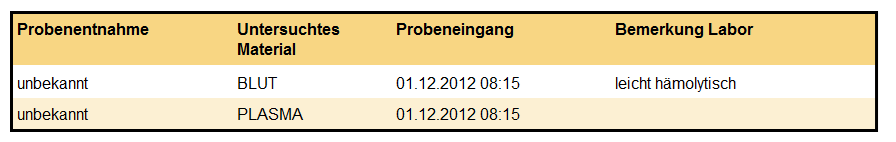 Probenentnahme Untersuchtes Material Probeneingang Bemerkung Labor
unbekannt BLUT 01.12.2012 08:15 leicht hämolytisch
unbekannt PLASMA 01.12.2012 08:15